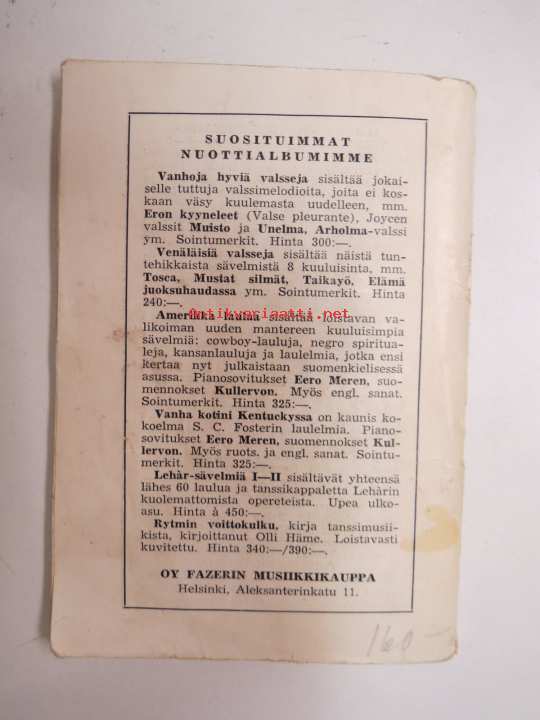 SUOSITUIMMAT
NUOTTIALBUMIMME
Vanhoja hyviä valsseja sisältää jokai-
selle tuttuja valssimelodioita, joita ei kos-
kaan väsy kuulemasta uudelleen, mm.
Eron kyyneleet (Valse pleurante), Joycen
valssit Muisto ja Unelma, Arholma-valssi
ym. Sointumerkit. Hinta 300:—.
Venäläisiä valsseja sisältää näistä tun-
tehikkaista sävelmistä 8 kuuluisinta, mm.
Tosca, Mustat silmät, Taikayö, Elämä
juoksuhaudassa ym. Sointumerkit. Hinta
240:—.
antikvariaatti.net
Amerikka laulaa sisältää loistavan va-
likoiman uuden mantereen kuuluisimpia
sävelmiä: cowboy-lauluja, negro spiritua-
leja, kansanlauluja ja laulelmia, jotka ensi
kertaa nyt julkaistaan suomenkielisessä
asussa. Pianosovitukset Eero Meren, suo-
mennokset Kullervon. Myös engl. sanat.
Sointumerkit. Hinta 325:—.
Vanha kotini Kentuckyssa on kaunis ko-
koelma S. C. Fosterin laulelmia. Piano-
sovitukset Eero Meren, suomennokset Kul-
lervon. Myös ruots. ja engl. sanat. Sointu-
merkit. Hinta 325:—.
Lehàr-sävelmiä I—II sisältävät yhteensä
lähes 60 laulua ja tanssikappaletta Lehàrin
kuolemattomista opereteista. Upea ulko-
asu. Hinta à 450:—.
Rytmin voittokulku, kirja tanssimusii-
kista, kirjoittanut Olli Häme. Loistavasti
kuvitettu. Hinta 340:—/390:—.
OY FAZERIN MUSIIKKIKAUPPA
Helsinki, Aleksanterinkatu 11.
160—